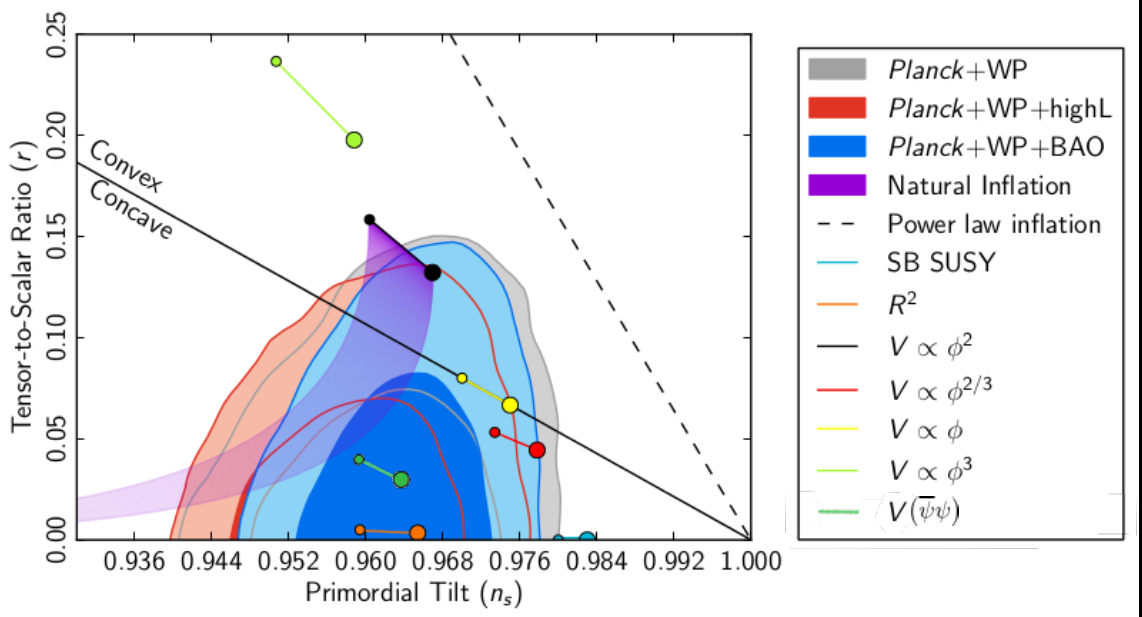 0.25
0.20
0.15
0.10
0.05
0.00
Tensor-to-Scalar Ratio (r)
Convex
Concave
0.936 0.944 0.952 0.960 0.968 0.976 0.984 0.992 1.000
Primordial Tilt (nₛ)
Planck+WP
Planck+WP+highL
Planck+WP+BAO
Natural Inflation
Power law inflation
SB SUSY
R²
V ∝ ϕ²
V ∝ ϕ²/³
V ∝ ϕ
V ∝ ϕ³
V(ψ̅ψ)